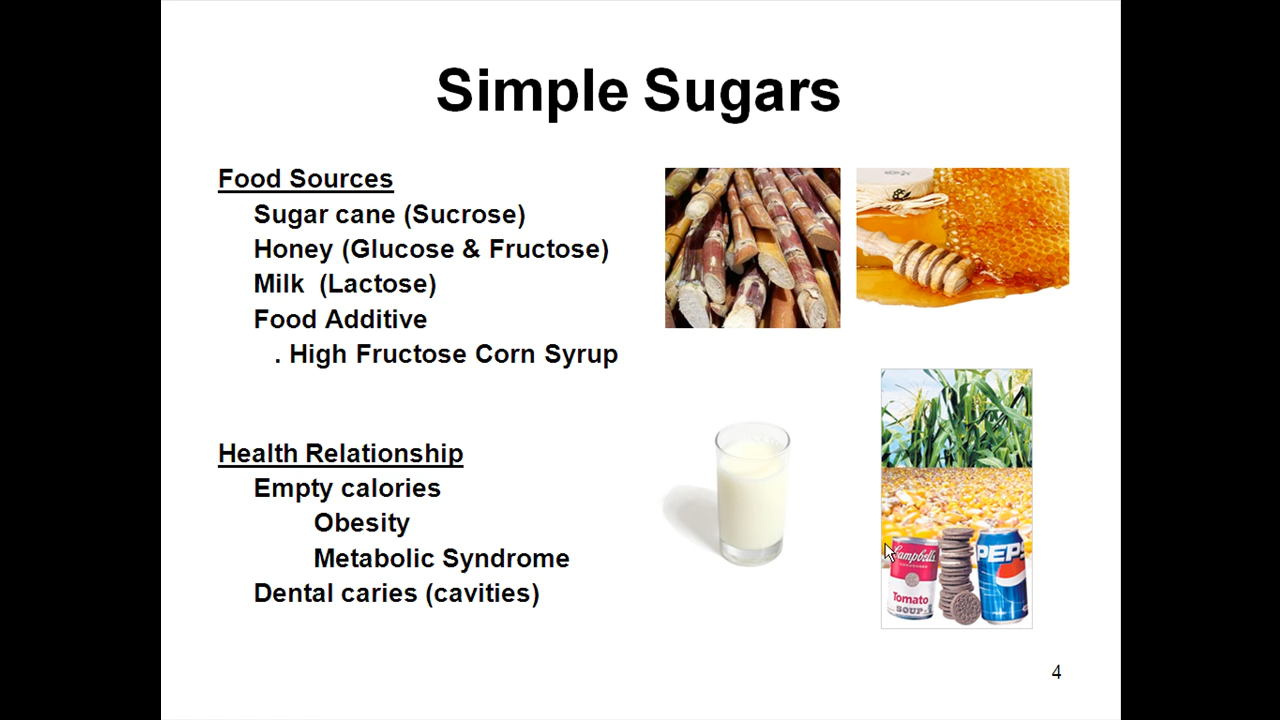 Simple Sugars
Food Sources
Sugar cane (Sucrose)
Honey (Glucose & Fructose)
Milk  (Lactose)
Food Additive
. High Fructose Corn Syrup
Health Relationship
Empty calories
Obesity
Metabolic Syndrome
Dental caries (cavities)
Campbell's
Tomato
SOUP
PEPS
4